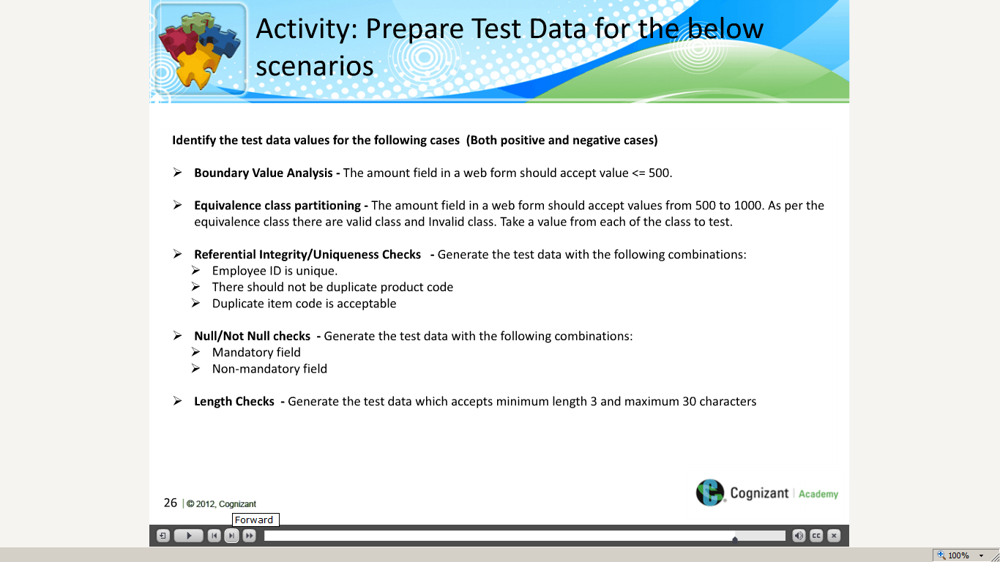 Activity: Prepare Test Data for the below
scenarios
Identify the test data values for the following cases  (Both positive and negative cases)
➢ Boundary Value Analysis - The amount field in a web form should accept value <= 500.
➢ Equivalence class partitioning - The amount field in a web form should accept values from 500 to 1000. As per the
equivalence class there are valid class and Invalid class. Take a value from each of the class to test.
➢ Referential Integrity/Uniqueness Checks   - Generate the test data with the following combinations:
➢ Employee ID is unique.
➢ There should not be duplicate product code
➢ Duplicate item code is acceptable
➢ Null/Not Null checks  - Generate the test data with the following combinations:
➢ Mandatory field
➢ Non-mandatory field
➢ Length Checks  - Generate the test data which accepts minimum length 3 and maximum 30 characters
Cognizant | Academy
26 | © 2012, Cognizant
Forward
CC
100%